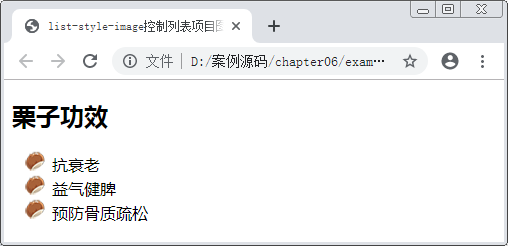 list-style-image控制列表项目图
文件
D:/案例源码/chapter06/exam…
栗子功效
抗衰老
益气健脾
预防骨质疏松